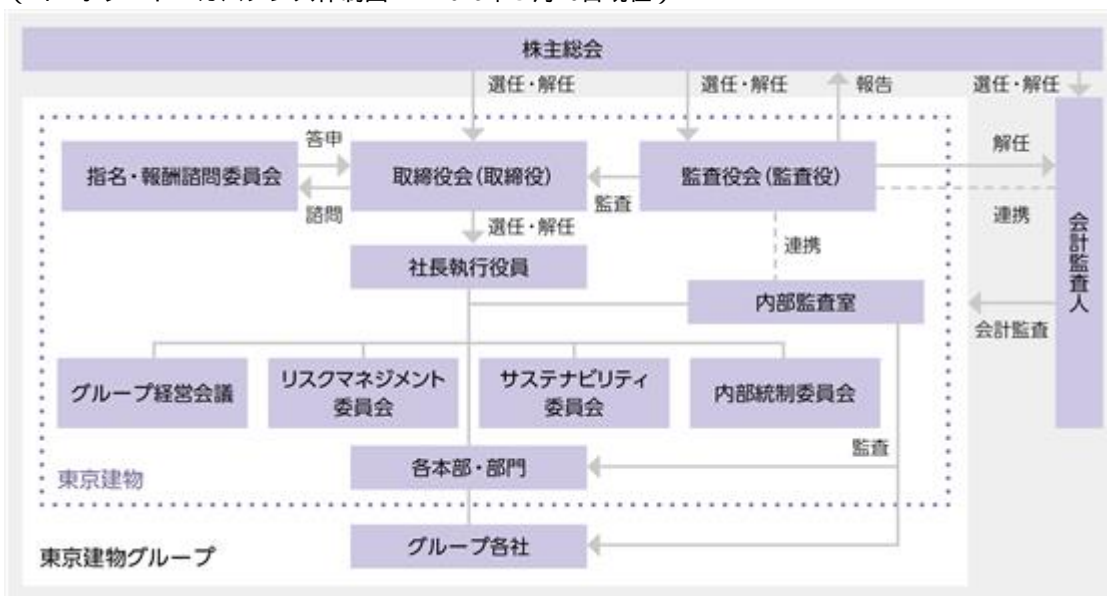 株主総会
選任・解任
選任・解任
報告
選任・解任
指名・報酬諮問委員会
答申
諮問
取締役会(取締役)
監査
監査役会(監査役)
解任
連携
会計監査人
選任・解任
連携
社長執行役員
内部監査室
会計監査
グループ経営会議
リスクマネジメント
委員会
サステナビリティ
委員会
内部統制委員会
監査
各本部・部門
東京建物
グループ各社
東京建物グループ